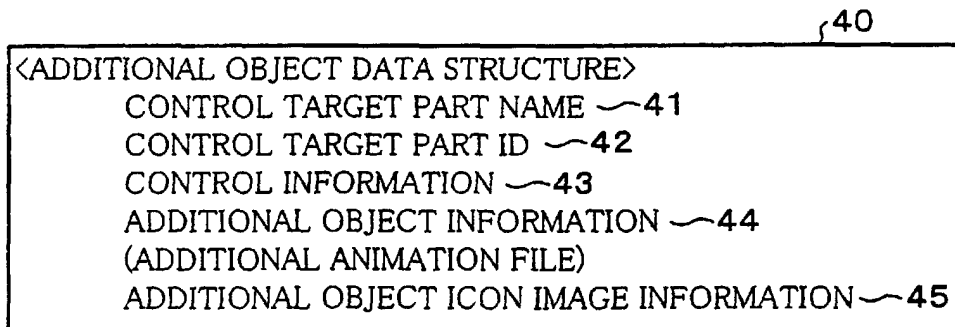 40
<ADDITIONAL OBJECT DATA STRUCTURE>
CONTROL TARGET PART NAME 41
CONTROL TARGET PART ID 42
CONTROL INFORMATION 43
ADDITIONAL OBJECT INFORMATION 44
(ADDITIONAL ANIMATION FILE)
ADDITIONAL OBJECT ICON IMAGE INFORMATION 45